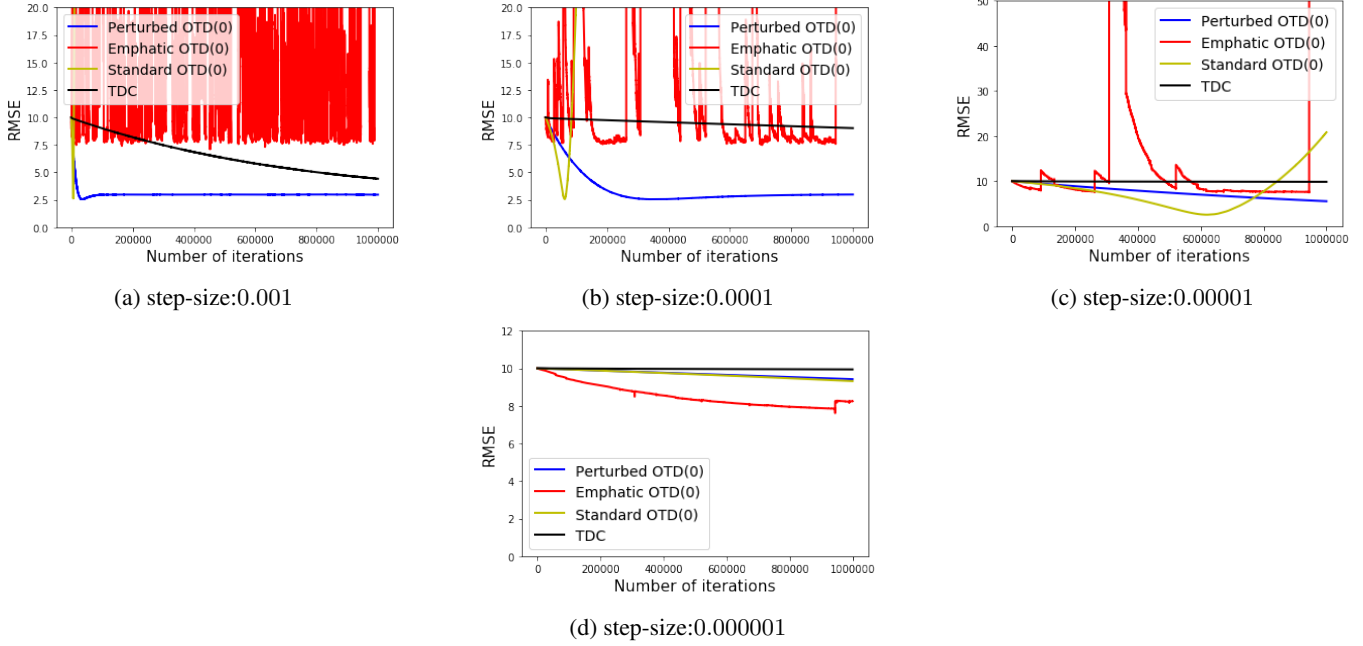 20.0
17.5
15.0
12.5
10.0
7.5
5.0
2.5
0.0
RMSE
Perturbed OTD(0)
Emphatic OTD(0)
Standard OTD(0)
TDC
0 200000 400000 600000 800000 1000000
Number of iterations
(a) step-size:0.001
20.0
17.5
15.0
12.5
10.0
7.5
5.0
2.5
0.0
RMSE
Perturbed OTD(0)
Emphatic OTD(0)
Standard OTD(0)
TDC
0 200000 400000 600000 800000 1000000
Number of iterations
(b) step-size:0.0001
50
40
30
20
10
0
RMSE
Perturbed OTD(0)
Emphatic OTD(0)
Standard OTD(0)
TDC
0 200000 400000 600000 800000 1000000
Number of iterations
(c) step-size:0.00001
12
10
8
6
4
2
0
RMSE
Perturbed OTD(0)
Emphatic OTD(0)
Standard OTD(0)
TDC
0 200000 400000 600000 800000 1000000
Number of iterations
(d) step-size:0.000001